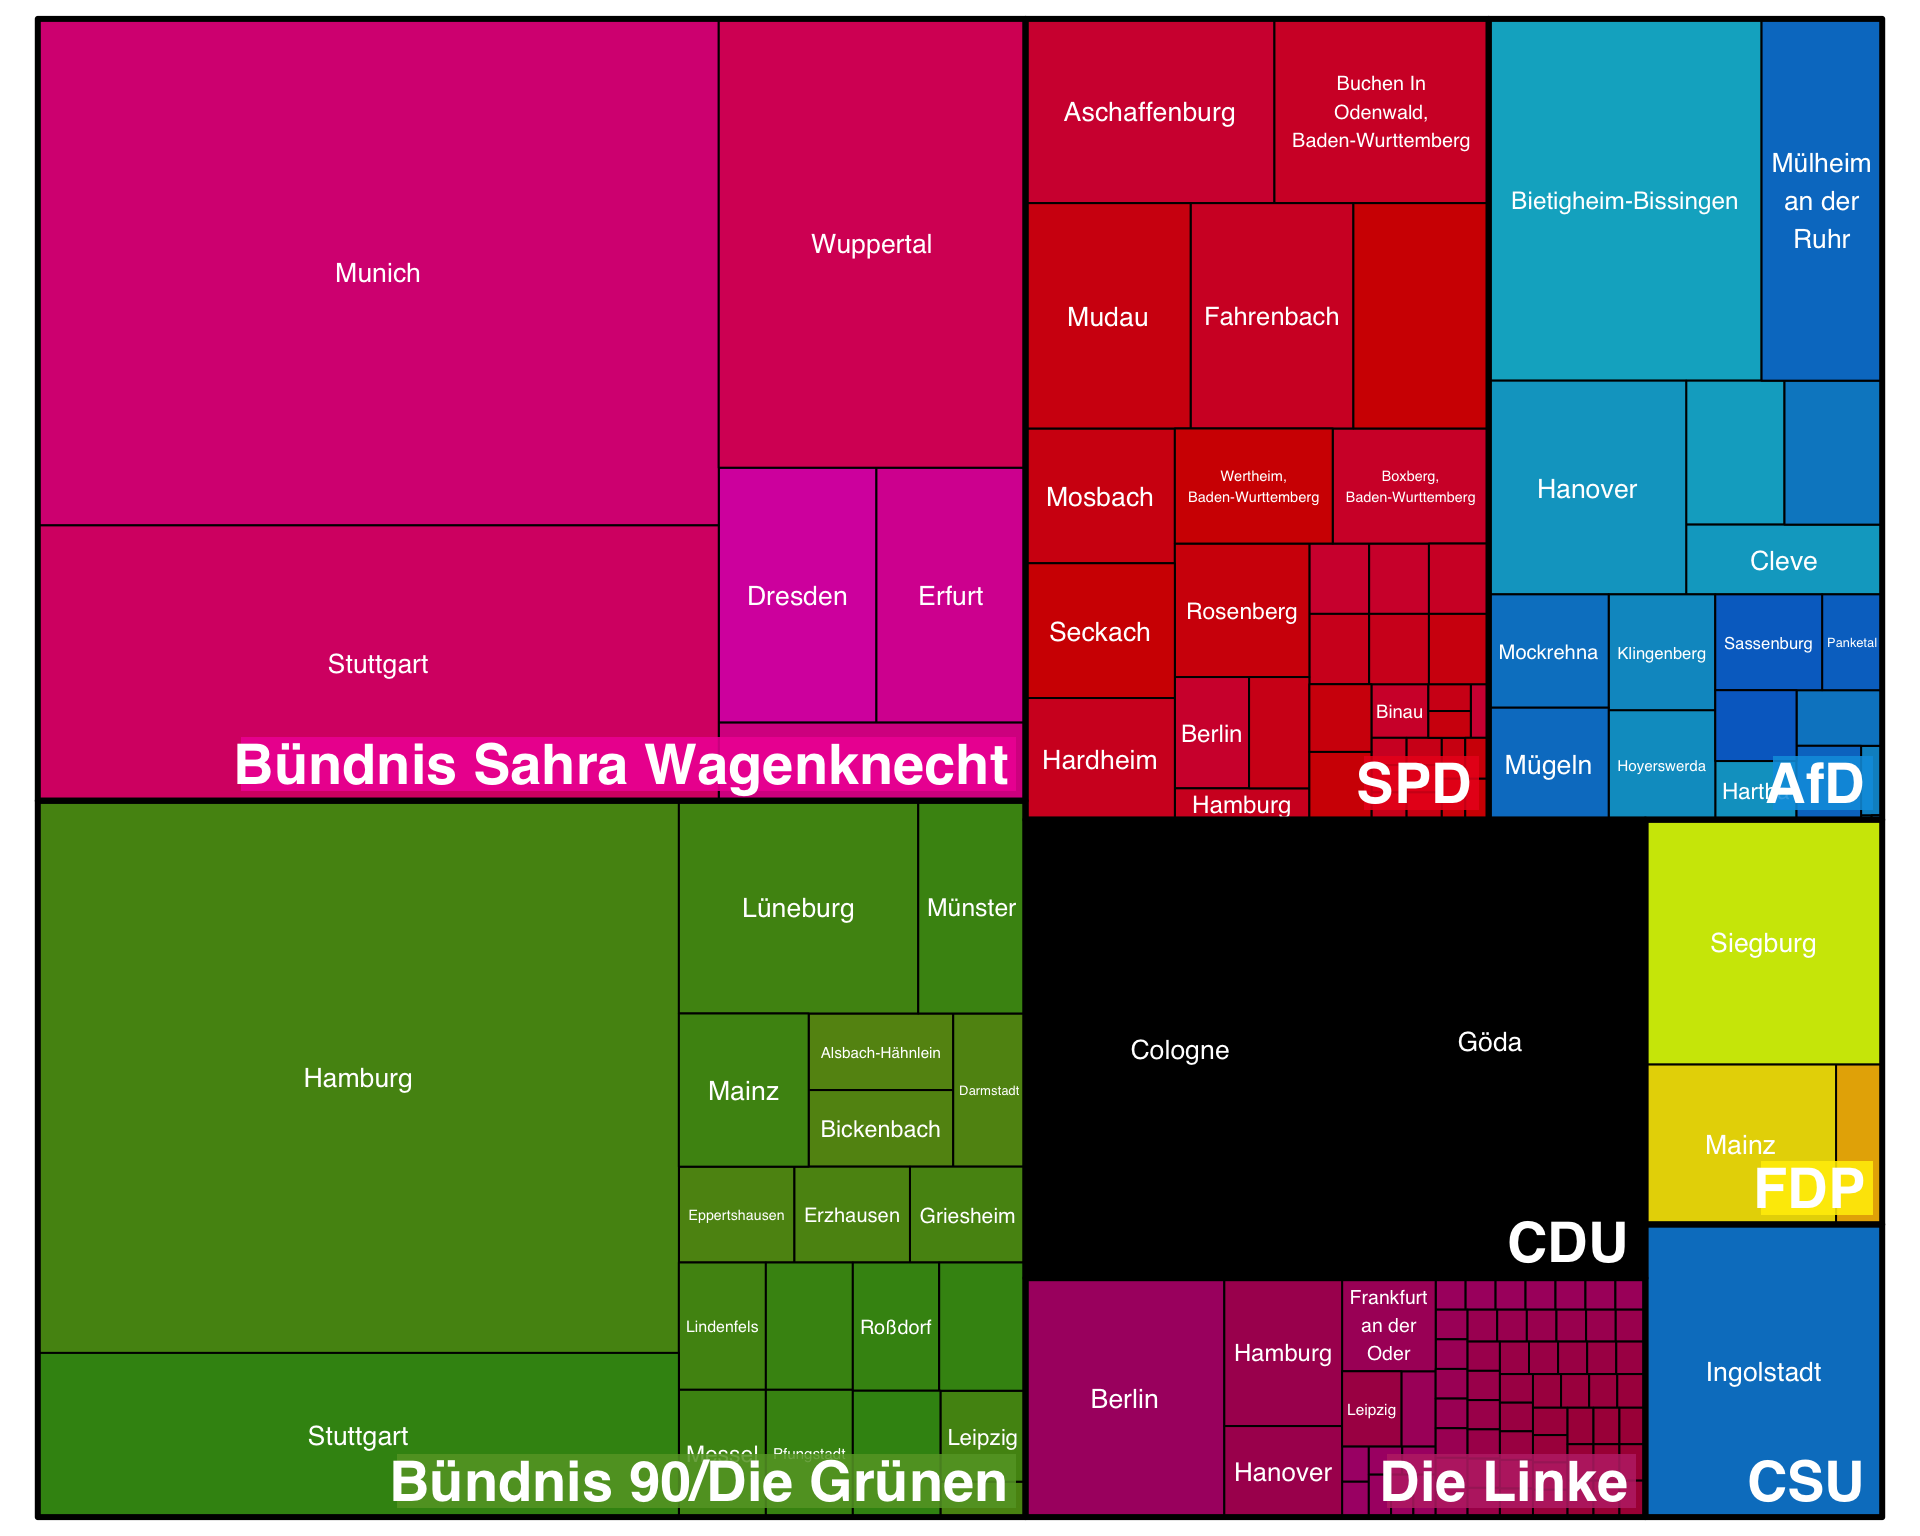 Munich
Wuppertal
Stuttgart
Dresden
Erfurt
Bündnis Sahra Wagenknecht
Aschaffenburg
Buchen In
Odenwald,
Baden-Wurttemberg
Mudau
Fahrenbach
Mosbach
Wertheim,
Baden-Wurttemberg
Boxberg,
Baden-Wurttemberg
Seckach
Rosenberg
Hardheim
Berlin
Binau
Hamburg
SPD
Bietigheim-Bissingen
Mülheim
an der
Ruhr
Hanover
Cleve
Mockrehna
Klingenberg
Sassenburg
Panketal
Mügeln
Hoyerswerda
Hartha
AfD
Hamburg
Lüneburg
Münster
Mainz
Alsbach-Hähnlein
Bickenbach
Darmstadt
Eppertshausen
Erzhausen
Griesheim
Lindenfels
Roßdorf
Stuttgart
Messel
Pfungstadt
Leipzig
Bündnis 90/Die Grünen
Cologne
Göda
CDU
Siegburg
Mainz
FDP
Berlin
Hamburg
Frankfurt
an der
Oder
Leipzig
Hanover
Die Linke
Ingolstadt
CSU